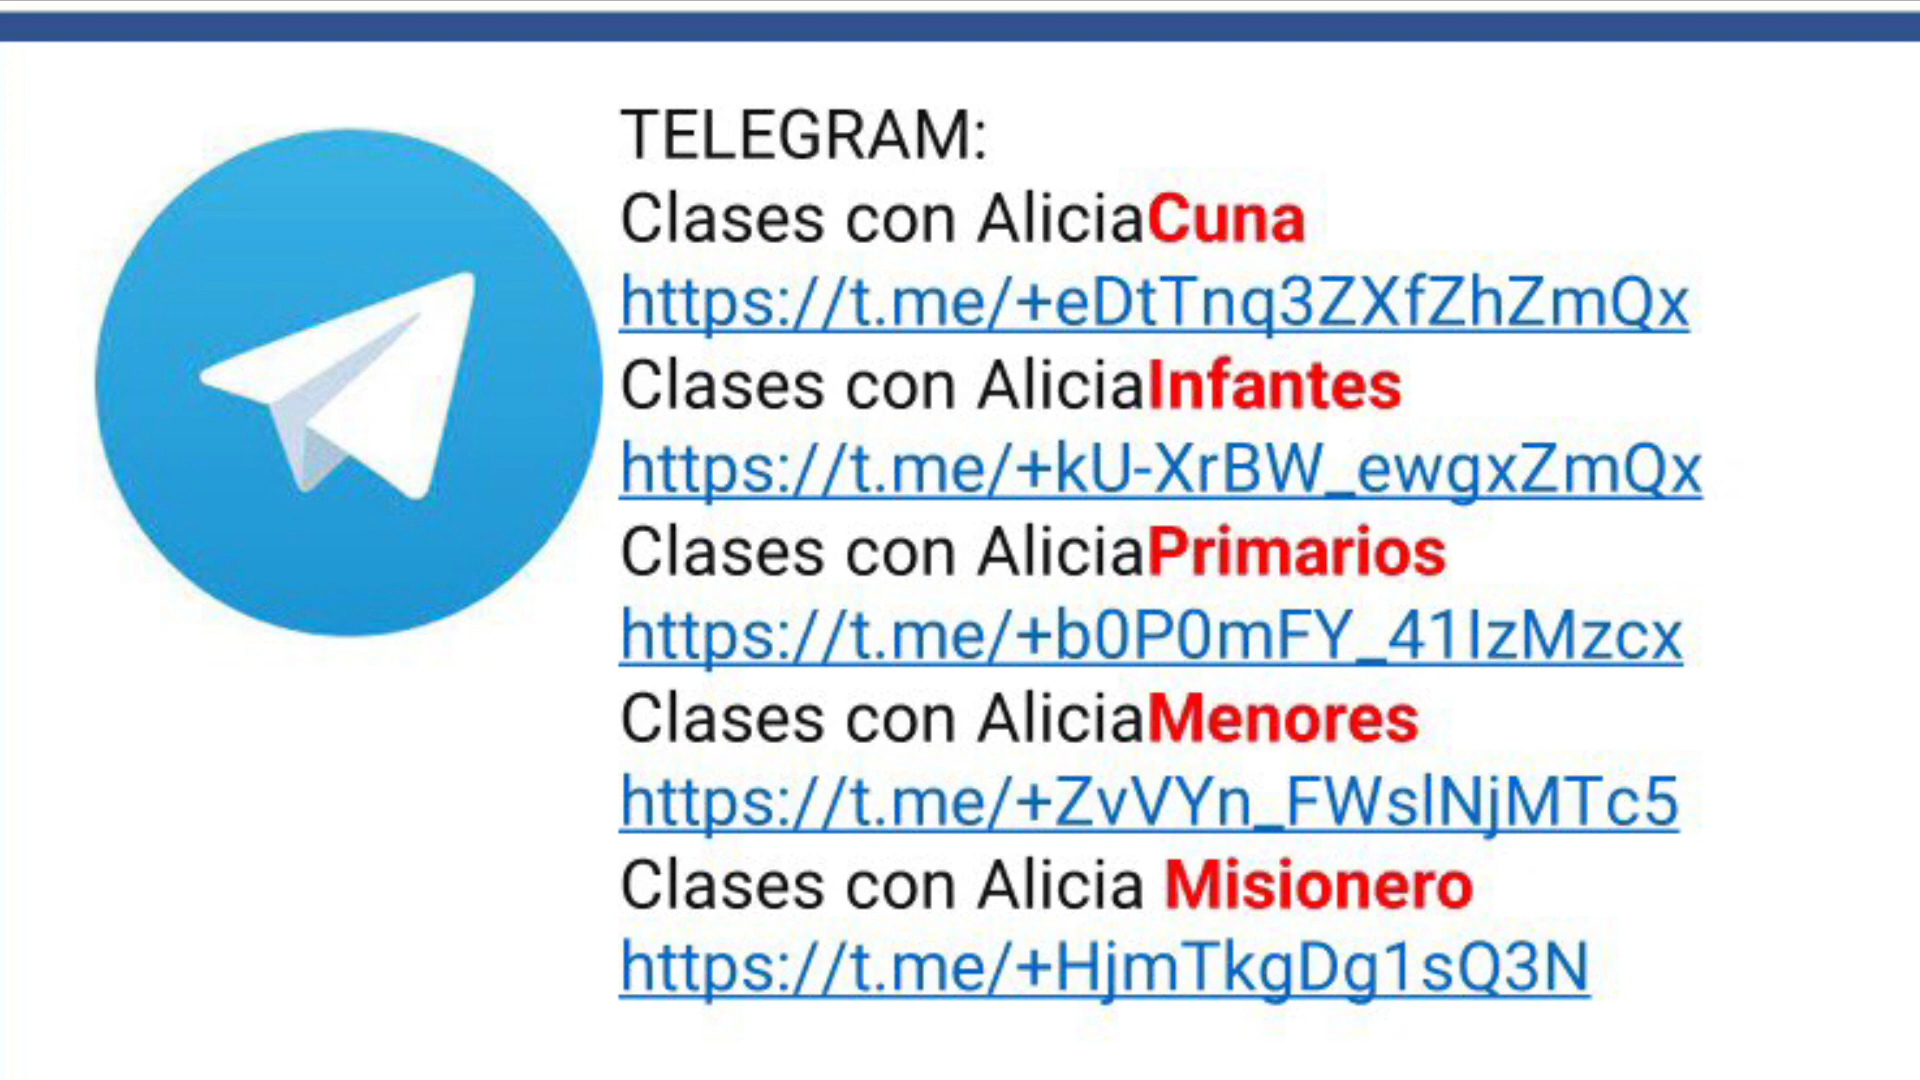 TELEGRAM:
Clases con AliciaCuna
https://t.me/+eDtTnq3ZXfZhZmQx
Clases con AliciaInfantes
https://t.me/+kU-XrBW_ewgxZmQx
Clases con AliciaPrimarios
https://t.me/+b0P0mFY_41IzMzcx
Clases con AliciaMenores
https://t.me/+ZvVYn_FWslNjMTc5
Clases con Alicia Misionero
https://t.me/+HjmTkgDg1sQ3N